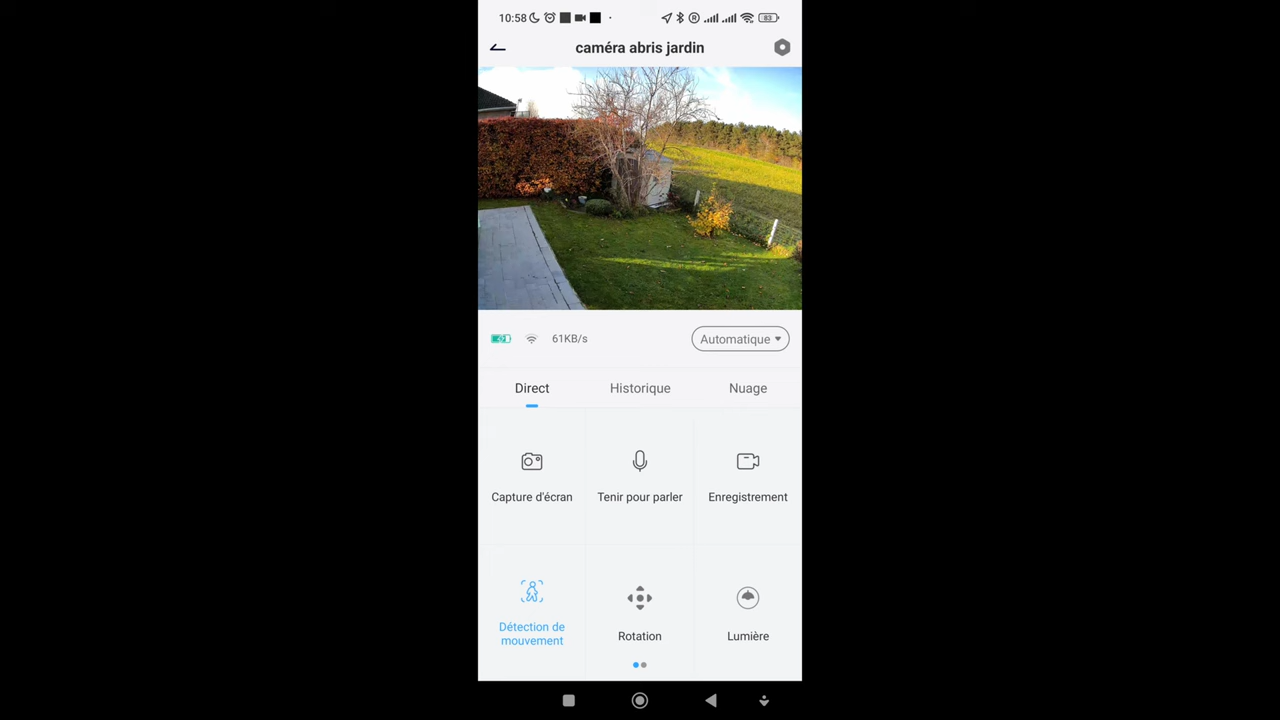 10:58
83
caméra abris jardin
61KB/s
Automatique
Direct
Historique
Nuage
Capture d'écran
Tenir pour parler
Enregistrement
Détection de
mouvement
Rotation
Lumière